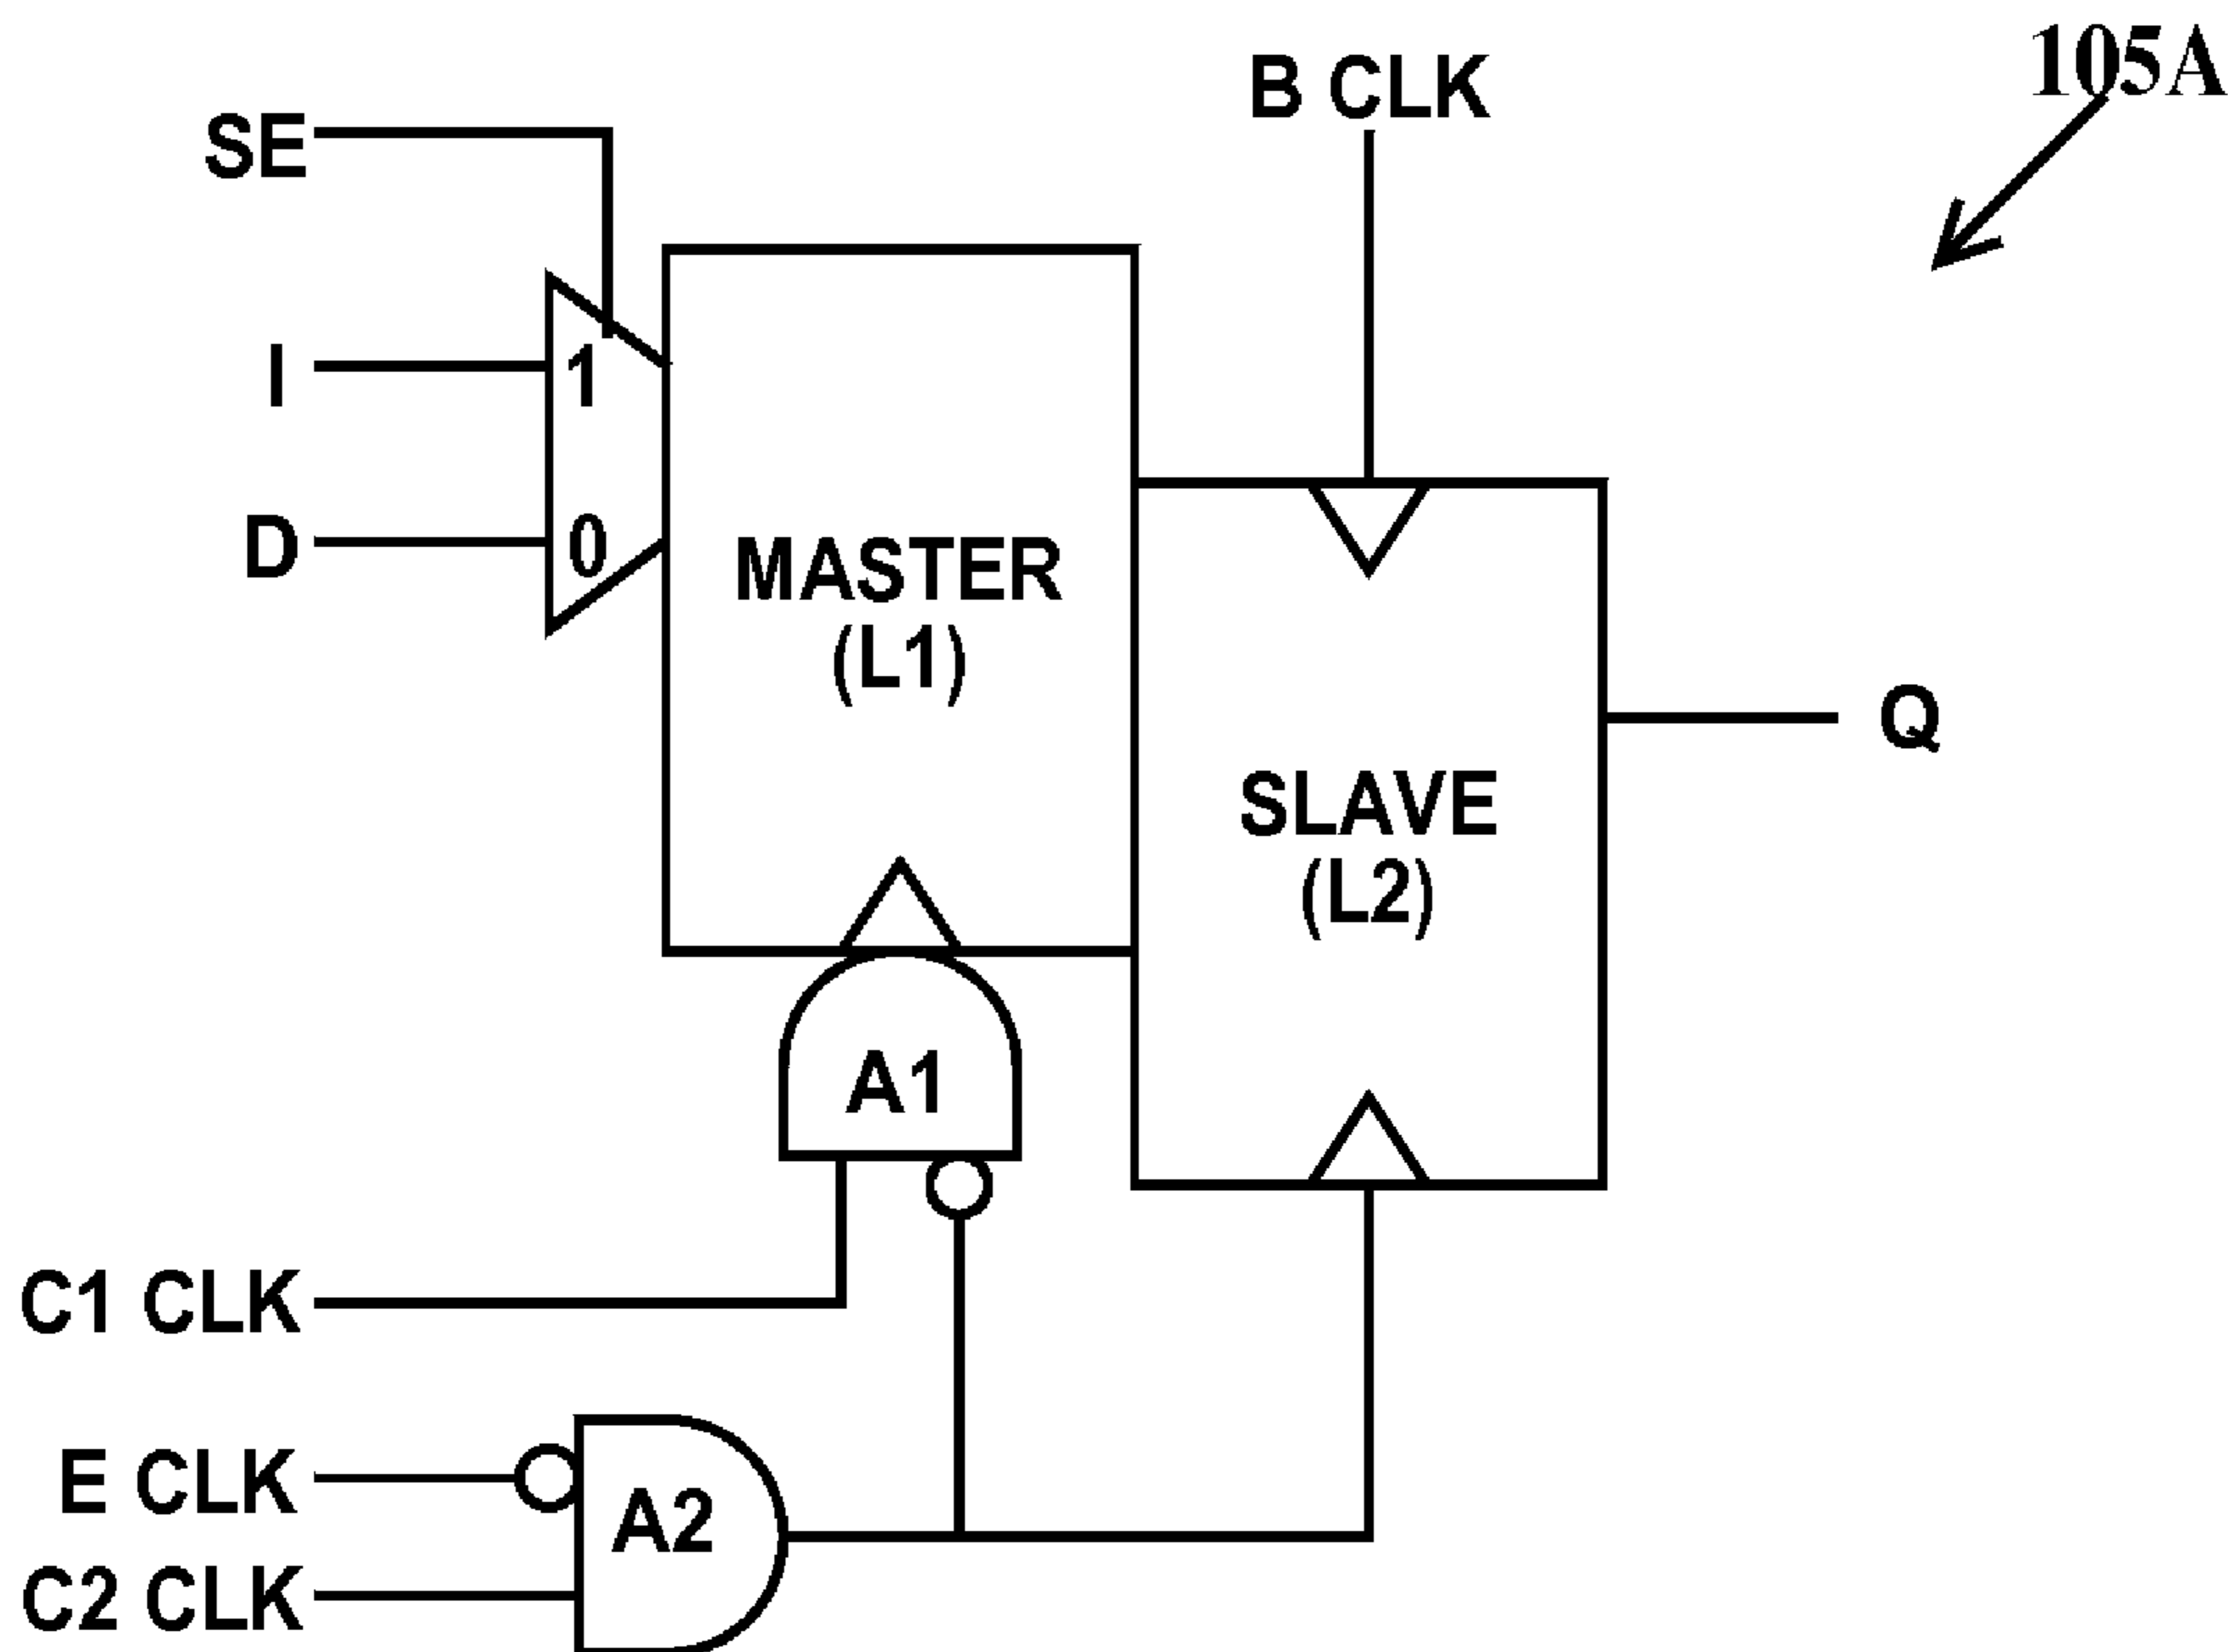 105A
B CLK
SE
I
1
D
0
MASTER
(L1)
Q
SLAVE
(L2)
A1
C1 CLK
E CLK
A2
C2 CLK